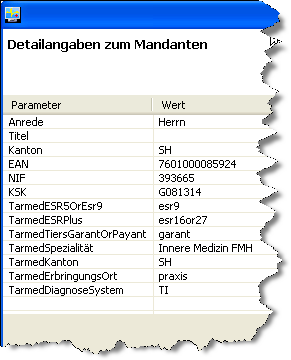 Detailangaben zum Mandanten
Parameter Wert
Anrede Herrn
Titel
Kanton SH
EAN 7601000085924
NIF 393665
KSK G081314
TarmedESR5OrEsr9 esr9
TarmedESRPlus esr16or27
TarmedTiersGarantOrPayant garant
TarmedSpezialität Innere Medizin FMH
TarmedKanton SH
TarmedErbringungsOrt praxis
TarmedDiagnoseSystem TI